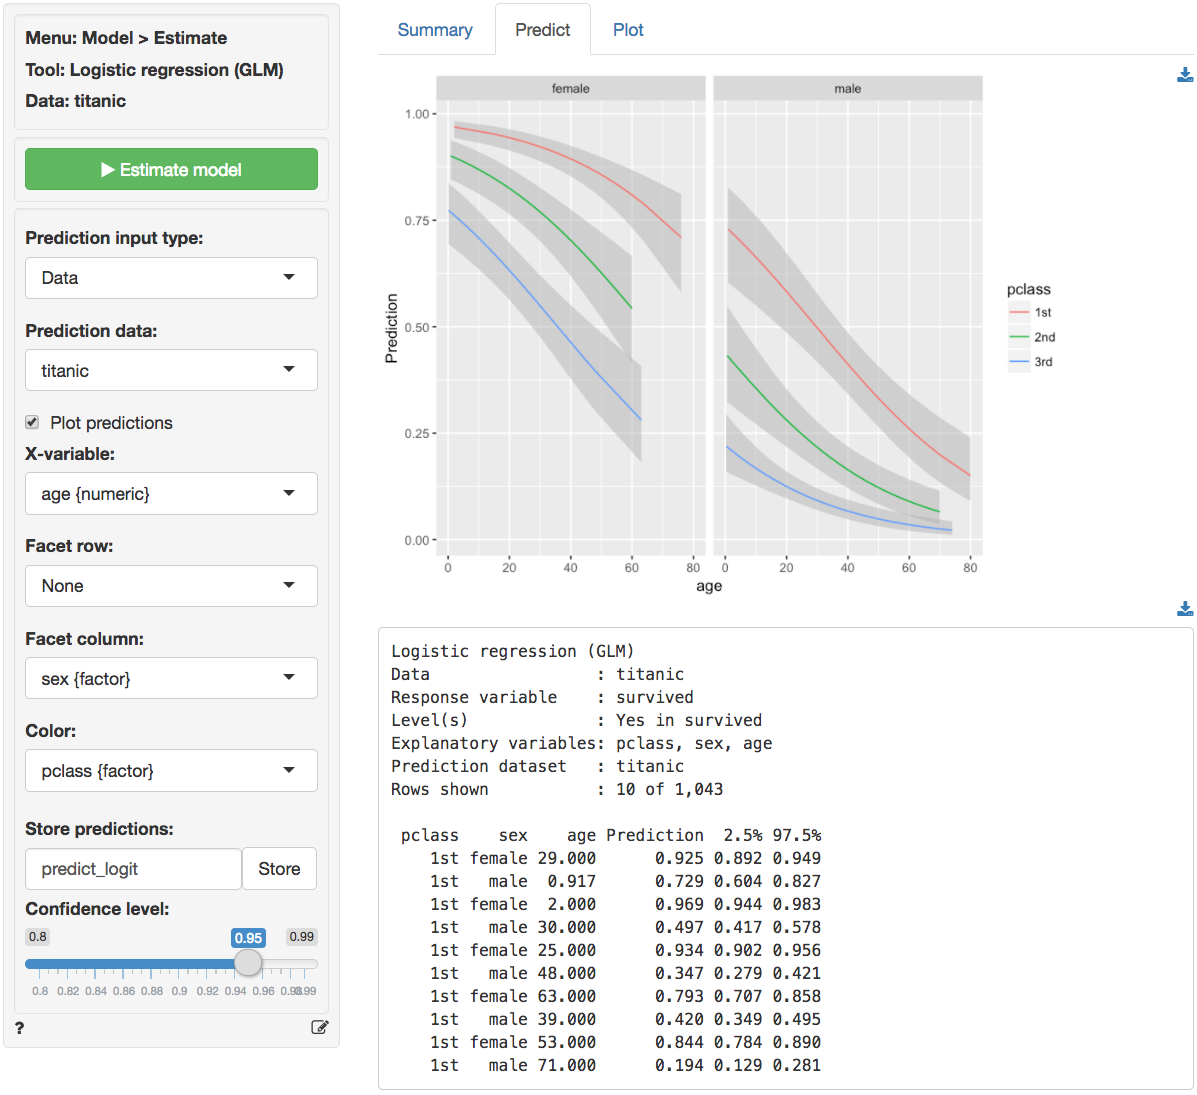 Menu: Model > Estimate
Tool: Logistic regression (GLM)
Data: titanic
Estimate model
Prediction input type:
Data
Prediction data:
titanic
Plot predictions
X-variable:
age {numeric}
Facet row:
None
Facet column:
sex {factor}
Color:
pclass {factor}
Store predictions:
predict_logit Store
Confidence level:
0.8 0.95 0.99
0.8 0.82 0.84 0.86 0.88 0.9 0.92 0.94 0.96 0.98 0.99
?
Summary Predict Plot
female male
1.00
0.75
0.50
0.25
0.00
Prediction
0 20 40 60 80 0 20 40 60 80
age
pclass
1st
2nd
3rd
Logistic regression (GLM)
Data : titanic
Response variable : survived
Level(s) : Yes in survived
Explanatory variables: pclass, sex, age
Prediction dataset : titanic
Rows shown : 10 of 1,043
pclass sex age Prediction 2.5% 97.5%
1st female 29.000 0.925 0.892 0.949
1st male 0.917 0.729 0.604 0.827
1st female 2.000 0.969 0.944 0.983
1st male 30.000 0.497 0.417 0.578
1st female 25.000 0.934 0.902 0.956
1st male 48.000 0.347 0.279 0.421
1st female 63.000 0.793 0.707 0.858
1st male 39.000 0.420 0.349 0.495
1st female 53.000 0.844 0.784 0.890
1st male 71.000 0.194 0.129 0.281